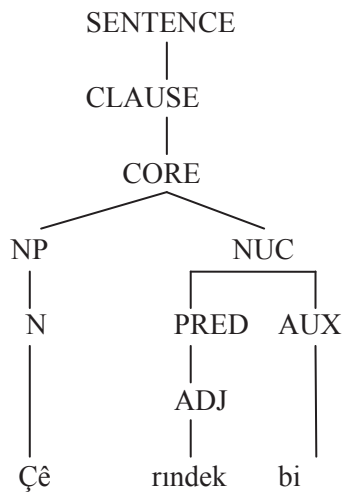 SENTENCE
CLAUSE
CORE
NP NUC
N PRED AUX
ADJ
Çê rındek bi